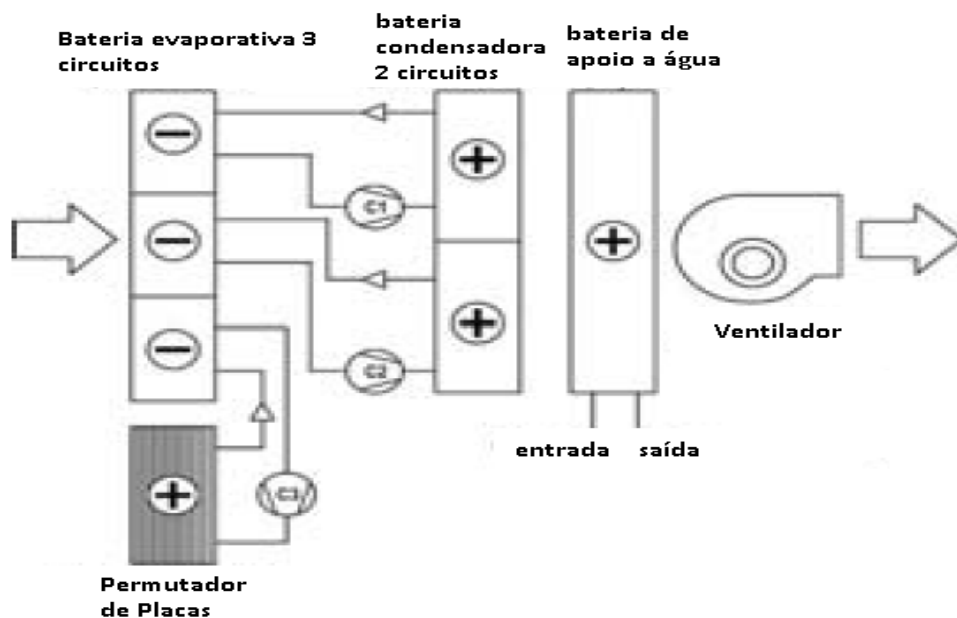 Bateria evaporativa 3
circuitos
bateria
condensadora
2 circuitos
bateria de
apoio a água
C1
C2
Ventilador
entrada saída
Permutador
de Placas